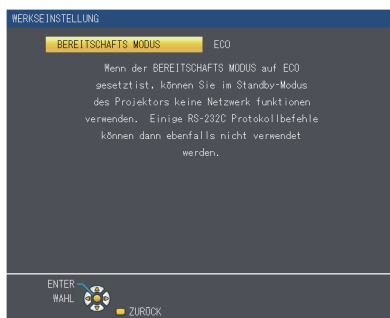 WERKSEINSTELLUNG
BEREITSCHAFTS MODUS ECO
Wenn der BEREITSCHAFTS MODUS auf ECO
gesetztist, können Sie im Standby-Modus
des Projektors keine Netzwerk funktionen
verwenden. Einige RS-232C Protokollbefehle
können dann ebenfalls nicht verwendet
werden.
ENTER
WAHL
ZURÜCK